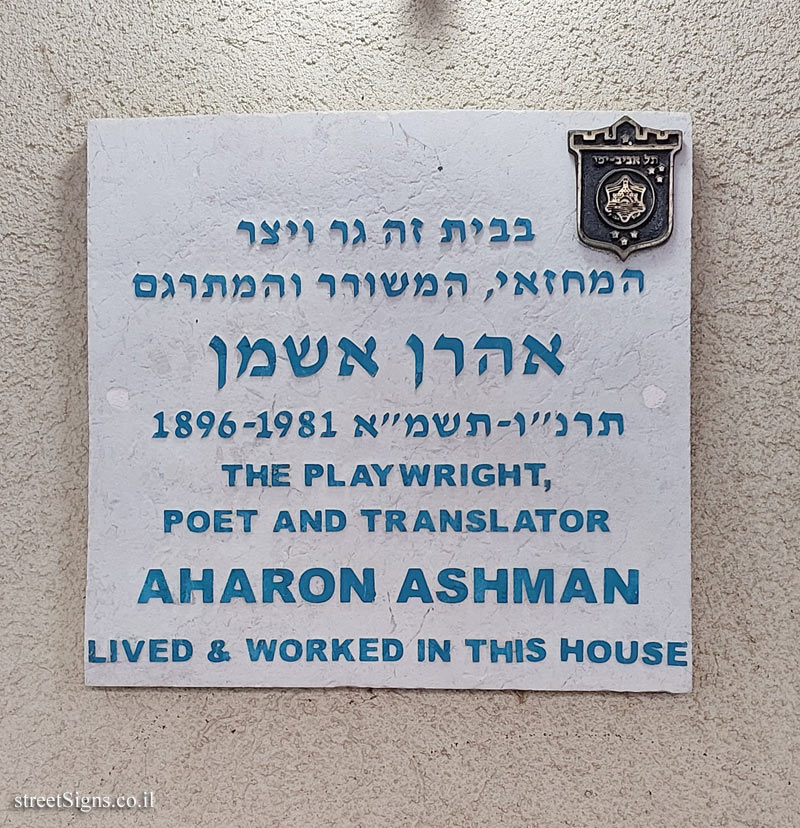 תל אביב-יפו
בבית זה גר ויצר
המחזאי, המשורר והמתרגם
אהרן אשמן
תרנ״ו-תשמ״א 1896-1981
THE PLAYWRIGHT,
POET AND TRANSLATOR
AHARON ASHMAN
LIVED & WORKED IN THIS HOUSE
streetSigns.co.il